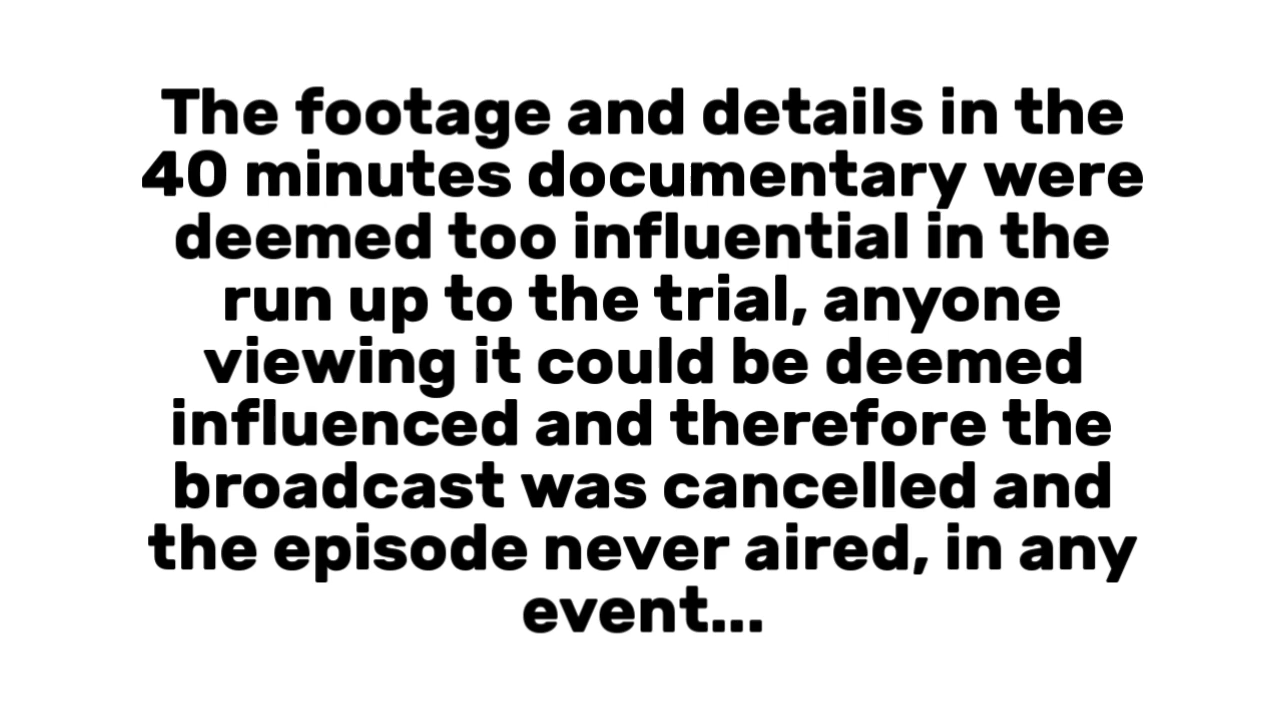 The footage and details in the
40 minutes documentary were
deemed too influential in the
run up to the trial, anyone
viewing it could be deemed
influenced and therefore the
broadcast was cancelled and
the episode never aired, in any
event...